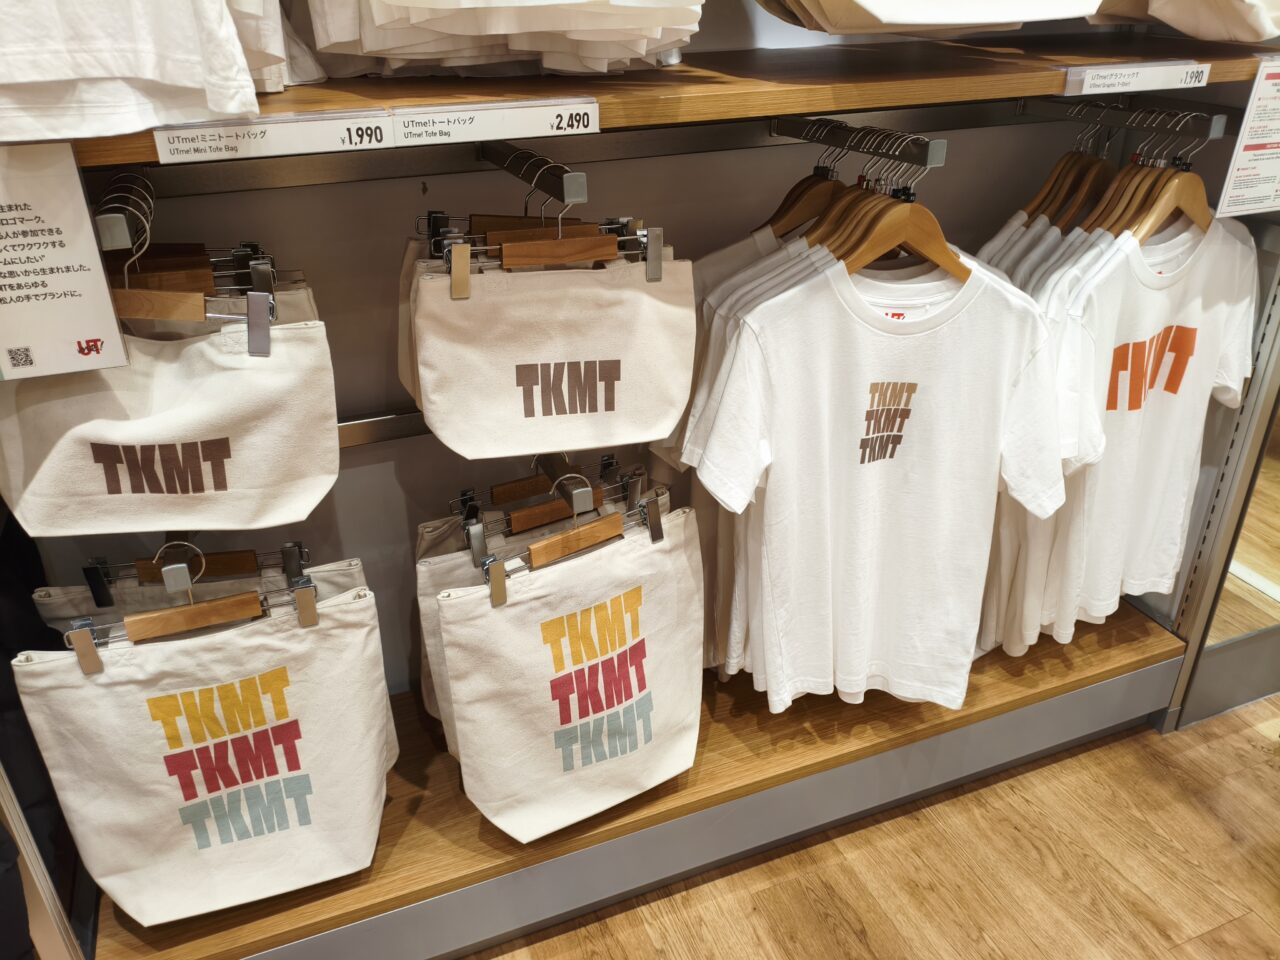 UTme!ミニトートバッグ
UTme! Mini Tote Bag
¥1,990
UTme!トートバッグ
UTme! Tote Bag
¥2,490
UTme!グラフィックT
UTme! Graphic T-Shirt
¥1,990
生まれた
ロゴマーク。
人が参加できる
くてワクワクする
ームにしたい"
な思いから生まれました。
MTをあらゆる
松人の手でブランドに。
UT
TKMT
TKMT
TKMT
TKMT
TKMT
TKMT
TKMT
TKMT
UT
TKMT
TKMT
TKMT
TKMT